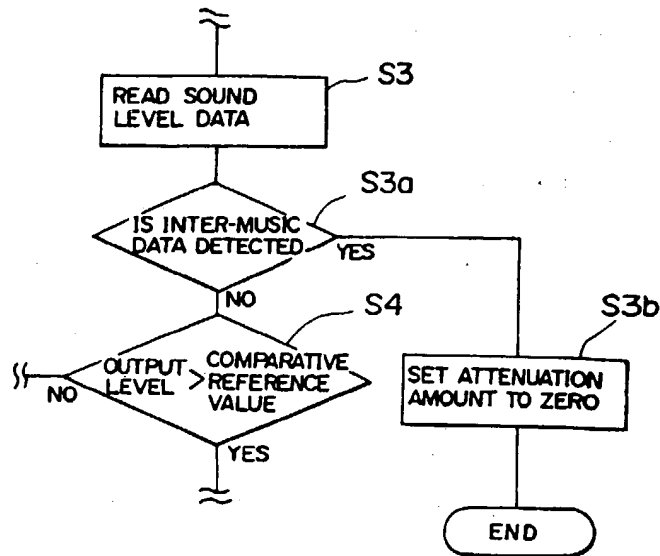 S3
READ SOUND
LEVEL DATA
S3a
IS INTER-MUSIC
DATA DETECTED
YES
NO
S4
OUTPUT
LEVEL
>
COMPARATIVE
REFERENCE
VALUE
NO
YES
S3b
SET ATTENUATION
AMOUNT TO ZERO
END